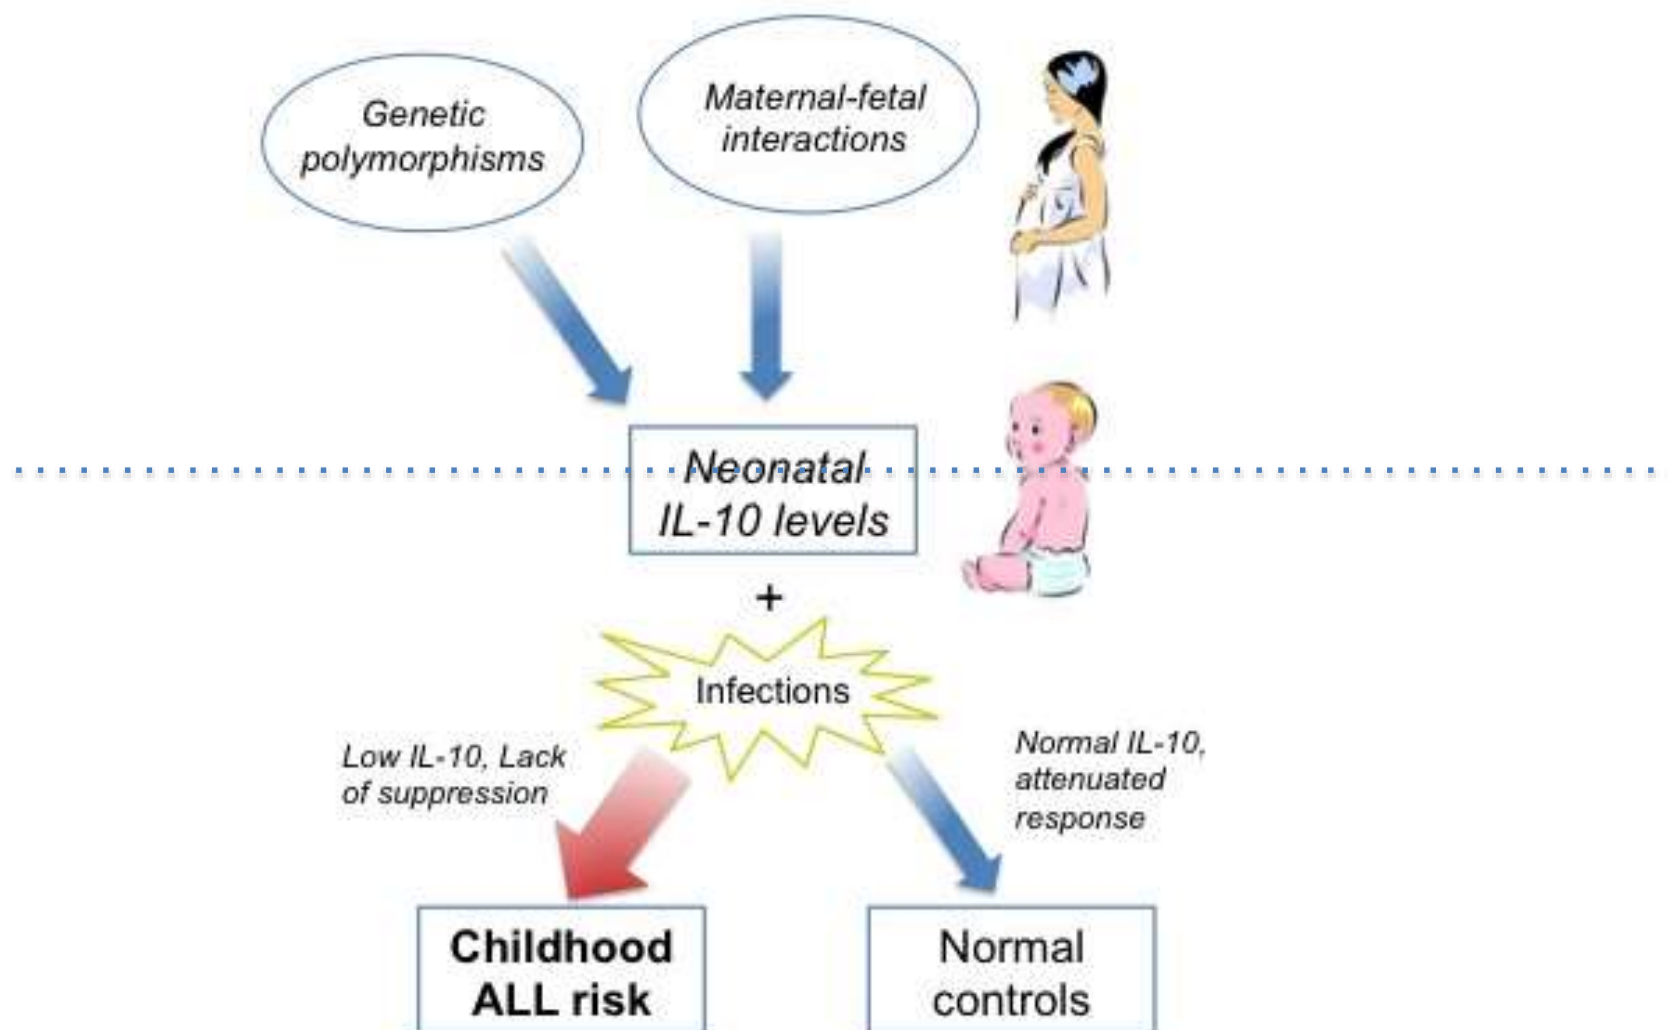 Genetic
polymorphisms
Maternal-fetal
interactions
Neonatal
IL-10 levels
+
Infections
Low IL-10, Lack
of suppression
Normal IL-10,
attenuated
response
Childhood
ALL risk
Normal
controls